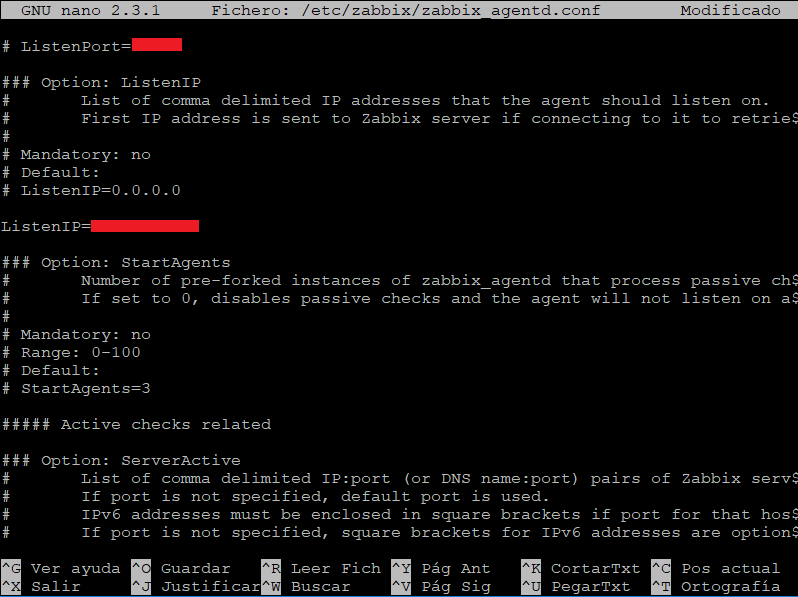 GNU nano 2.3.1 Fichero: /etc/zabbix/zabbix_agentd.conf Modificado
# ListenPort=
### Option: ListenIP
# List of comma delimited IP addresses that the agent should listen on.
# First IP address is sent to Zabbix server if connecting to it to retrie$
#
# Mandatory: no
# Default:
# ListenIP=0.0.0.0
ListenIP=
### Option: StartAgents
# Number of pre-forked instances of zabbix_agentd that process passive ch$
# If set to 0, disables passive checks and the agent will not listen on a$
#
# Mandatory: no
# Range: 0-100
# Default:
# StartAgents=3
##### Active checks related
### Option: ServerActive
# List of comma delimited IP:port (or DNS name:port) pairs of Zabbix serv$
# If port is not specified, default port is used.
# IPv6 addresses must be enclosed in square brackets if port for that hos$
# If port is not specified, square brackets for IPv6 addresses are option$
^G Ver ayuda ^O Guardar ^R Leer Fich ^Y Pág Ant ^K CortarTxt ^C Pos actual
^X Salir ^J Justificar ^W Buscar ^V Pág Sig ^U PegarTxt ^T Ortografía